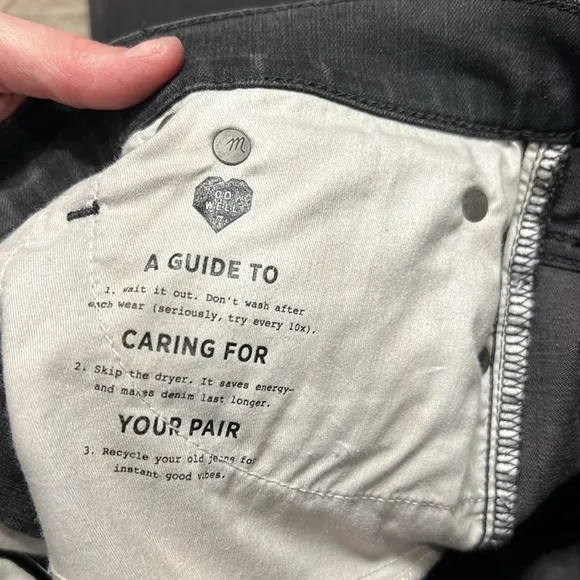 m
DO
WELL
m
A GUIDE TO
1. Wait it out. Don't wash after
each wear (seriously, try every 10x).
CARING FOR
2. Skip the dryer. It saves energy—
and makes denim last longer.
YOUR PAIR
3. Recycle your old jeans for
instant good vibes.